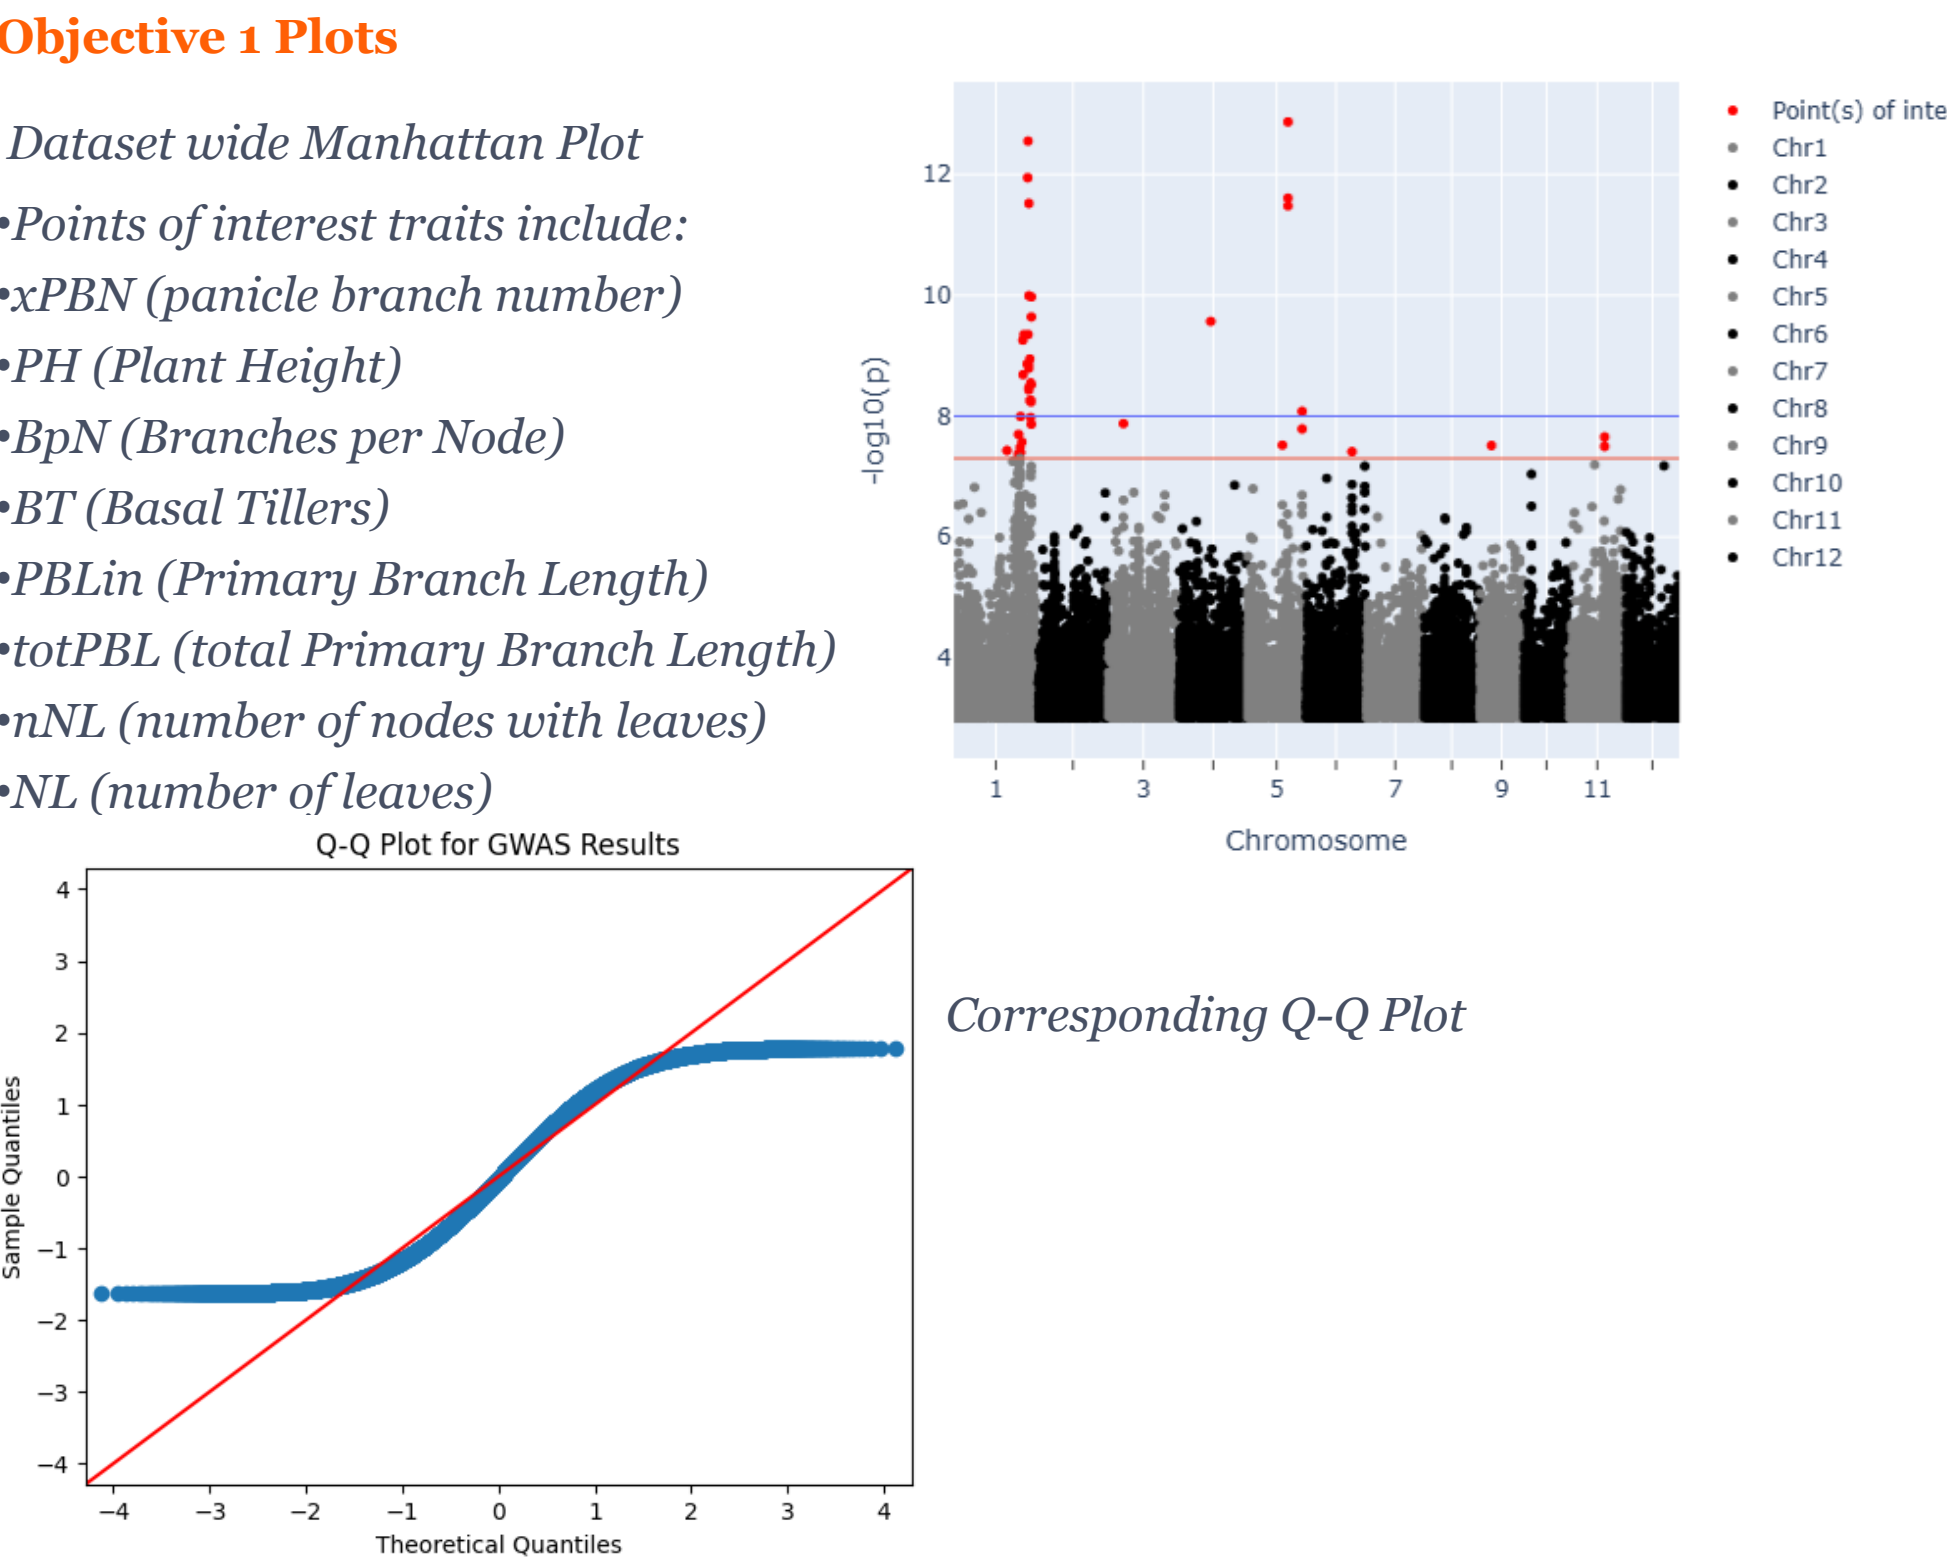 Objective 1 Plots
Dataset wide Manhattan Plot
•Points of interest traits include:
•xPBN (panicle branch number)
•PH (Plant Height)
•BpN (Branches per Node)
•BT (Basal Tillers)
•PBLin (Primary Branch Length)
•totPBL (total Primary Branch Length)
•nNL (number of nodes with leaves)
•NL (number of leaves)
12
10
8
6
4
-log10(p)
1 3 5 7 9 11
Chromosome
Point(s) of inte
Chr1
Chr2
Chr3
Chr4
Chr5
Chr6
Chr7
Chr8
Chr9
Chr10
Chr11
Chr12
Q-Q Plot for GWAS Results
4
3
2
1
0
−1
−2
−3
−4
Sample Quantiles
−4 −3 −2 −1 0 1 2 3 4
Theoretical Quantiles
Corresponding Q-Q Plot